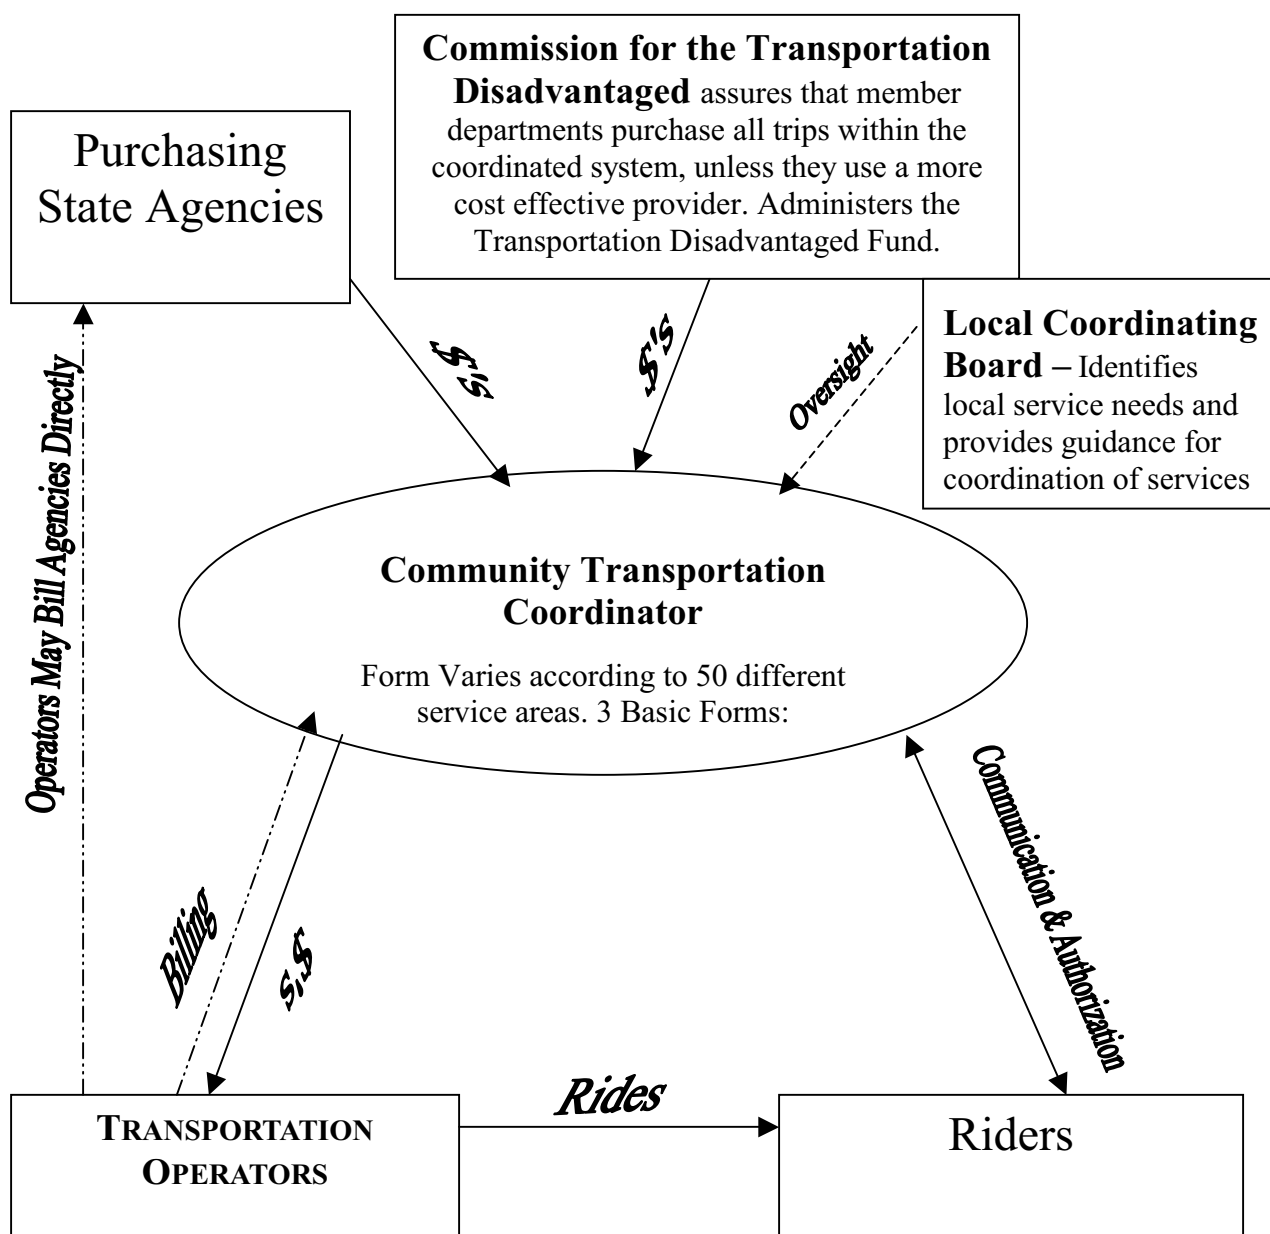 Commission for the Transportation
Disadvantaged assures that member
departments purchase all trips within the
coordinated system, unless they use a more
cost effective provider. Administers the
Transportation Disadvantaged Fund.
Purchasing
State Agencies
Local Coordinating
Board – Identifies
local service needs and
provides guidance for
coordination of services
$'s
$'s
Oversight
Operators May Bill Agencies Directly
Community Transportation
Coordinator
Form Varies according to 50 different
service areas. 3 Basic Forms:
Billing
$'s
Communication & Authorization
Rides
TRANSPORTATION
OPERATORS
Riders